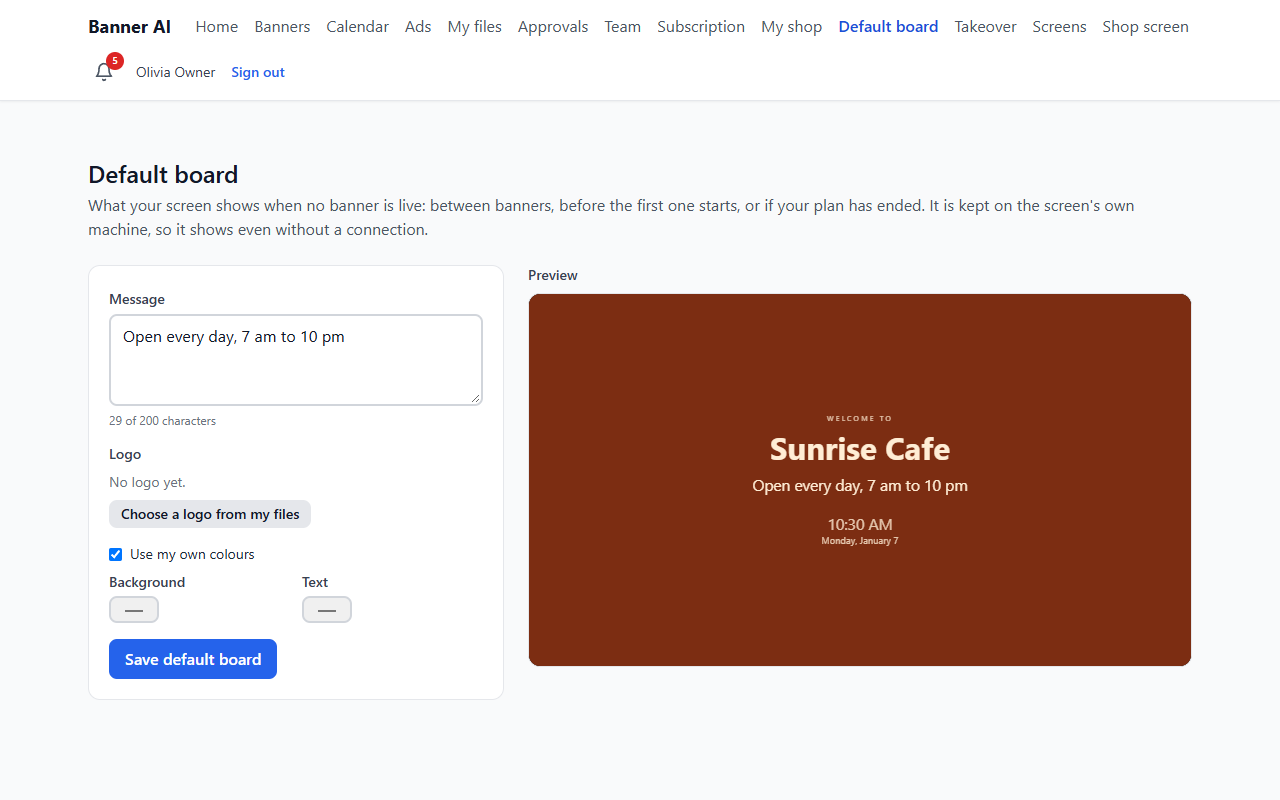 Banner AI Home Banners Calendar Ads My files Approvals Team Subscription My shop Default board Takeover Screens Shop screen
5 Olivia Owner Sign out
Default board
What your screen shows when no banner is live: between banners, before the first one starts, or if your plan has ended. It is kept on the screen's own
machine, so it shows even without a connection.
Message
Open every day, 7 am to 10 pm
29 of 200 characters
Logo
No logo yet.
Choose a logo from my files
Use my own colours
Background Text
— —
Save default board
Preview
WELCOME TO
Sunrise Cafe
Open every day, 7 am to 10 pm
10:30 AM
Monday, January 7